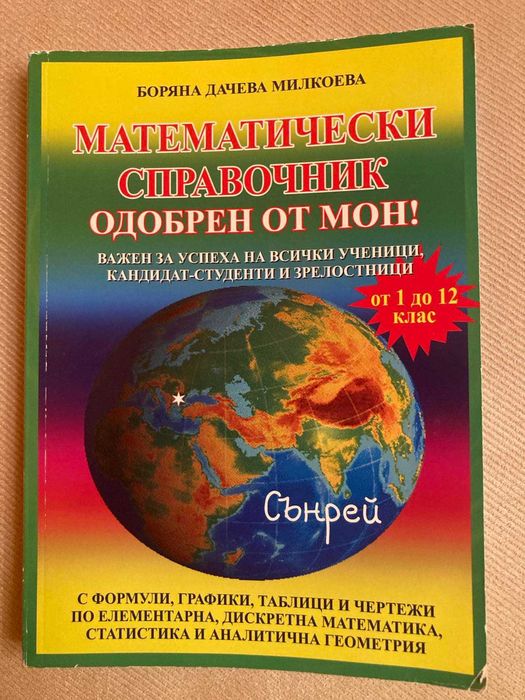 БОРЯНА ДАЧЕВА МИЛКОЕВА
МАТЕМАТИЧЕСКИ
СПРАВОЧНИК
ОДОБРЕН ОТ МОН!
ВАЖЕН ЗА УСПЕХА НА ВСИЧКИ УЧЕНИЦИ,
КАНДИДАТ-СТУДЕНТИ И ЗРЕЛОСТНИЦИ
от 1 до 12
клас
Сънрей
С ФОРМУЛИ, ГРАФИКИ, ТАБЛИЦИ И ЧЕРТЕЖИ
ПО ЕЛЕМЕНТАРНА, ДИСКРЕТНА МАТЕМАТИКА,
СТАТИСТИКА И АНАЛИТИЧНА ГЕОМЕТРИЯ